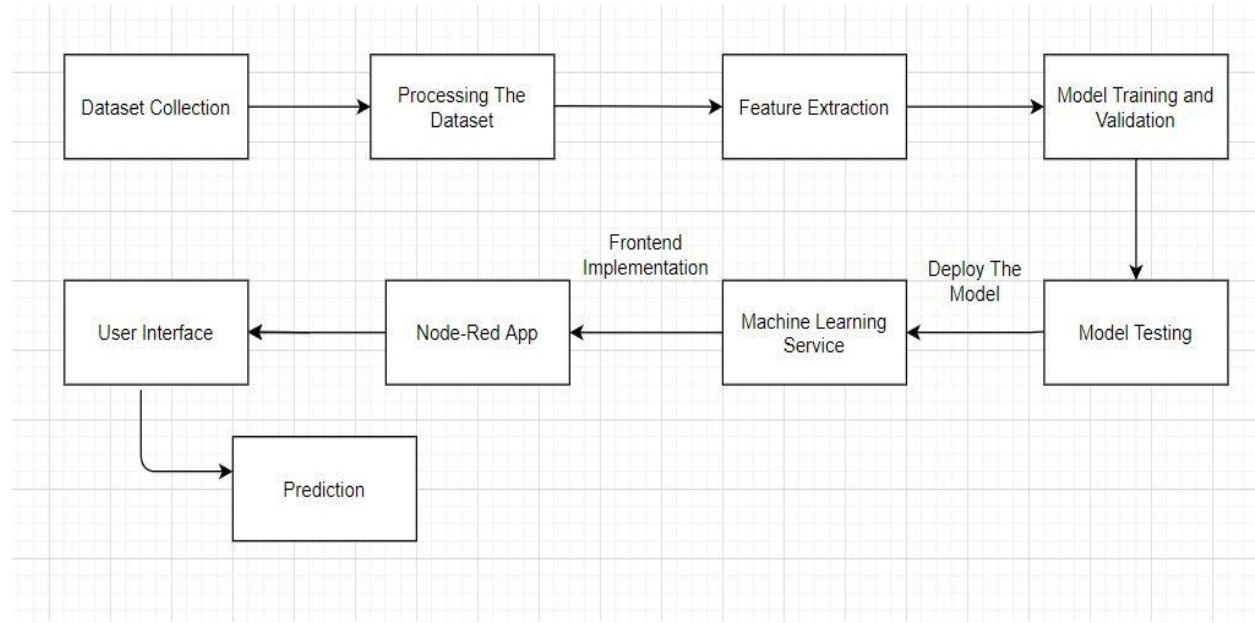 Dataset Collection
Processing The
Dataset
Feature Extraction
Model Training and
Validation
Frontend
Implementation
Deploy The
Model
User Interface
Node-Red App
Machine Learning
Service
Model Testing
Prediction